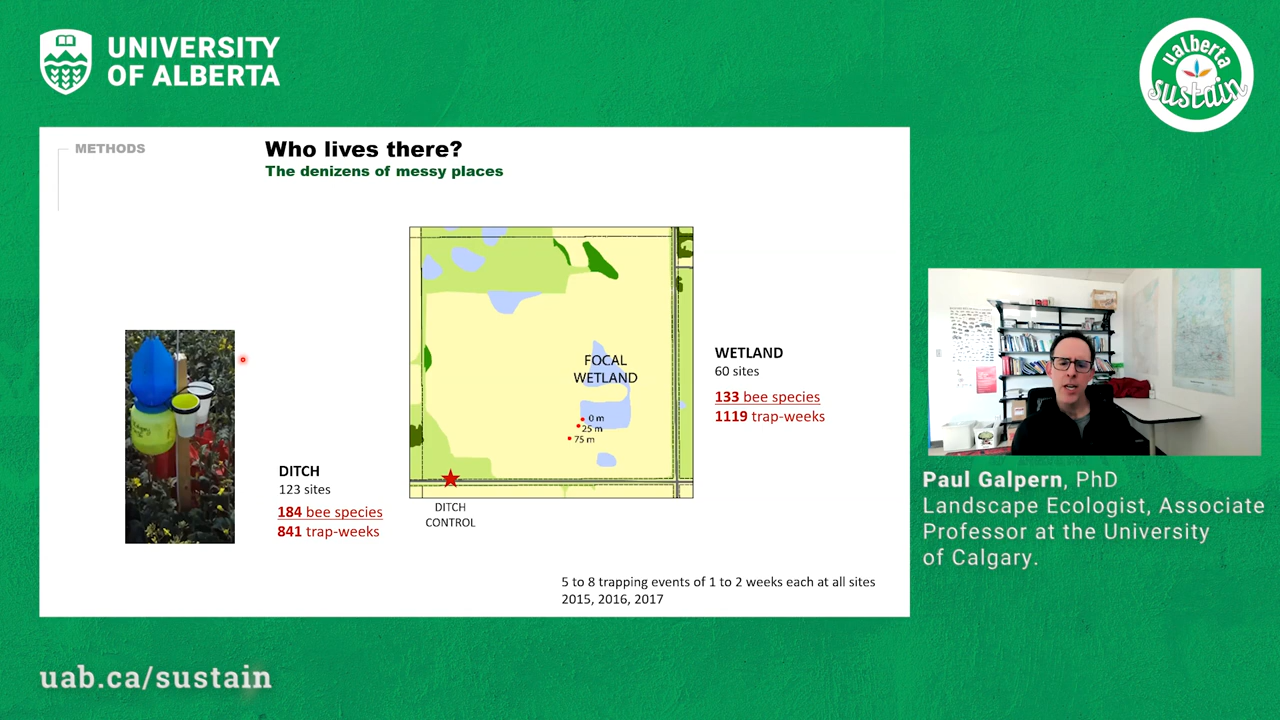 UNIVERSITY
OF ALBERTA
ualberta
sustain
METHODS
Who lives there?
The denizens of messy places
FOCAL
WETLAND
0 m
25 m
75 m
WETLAND
60 sites
133 bee species
1119 trap-weeks
DITCH
123 sites
184 bee species
841 trap-weeks
DITCH
CONTROL
5 to 8 trapping events of 1 to 2 weeks each at all sites
2015, 2016, 2017
Paul Galpern, PhD
Landscape Ecologist, Associate
Professor at the University
of Calgary.
uab.ca/sustain